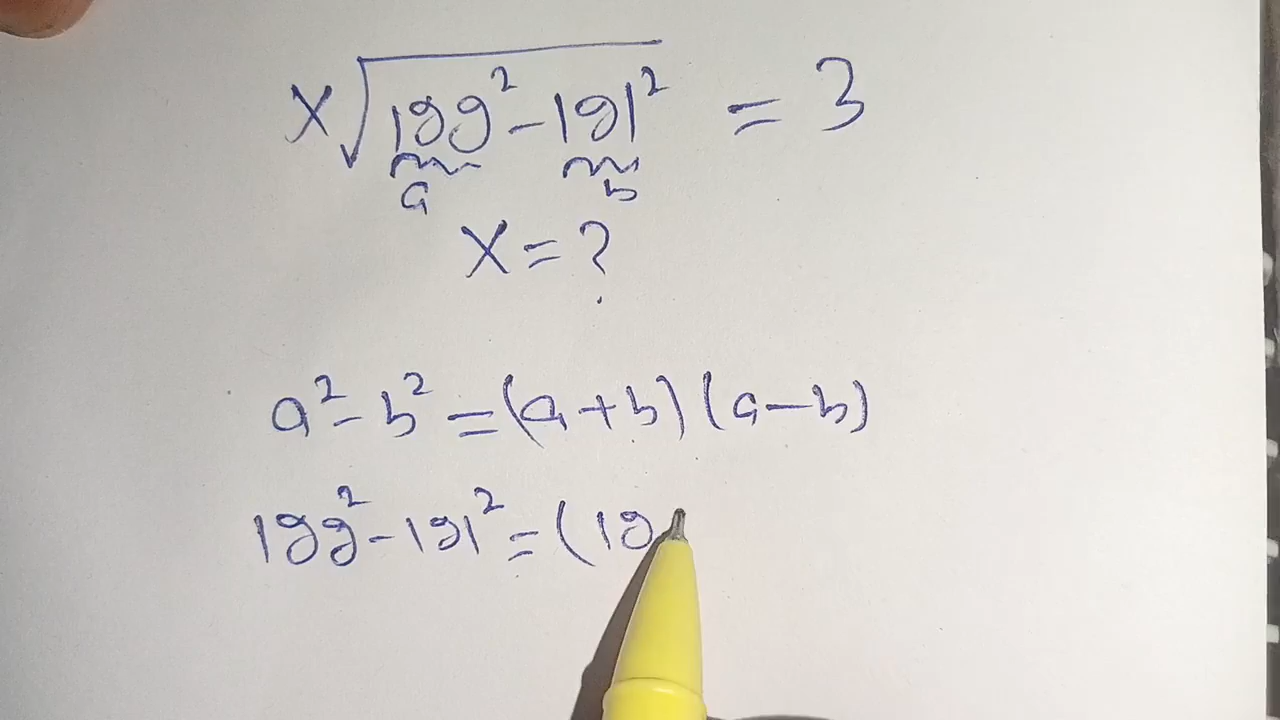 x√199² - 191² = 3
a b
x = ?
a² - b² = (a + b) (a - b)
199² - 191² = (19